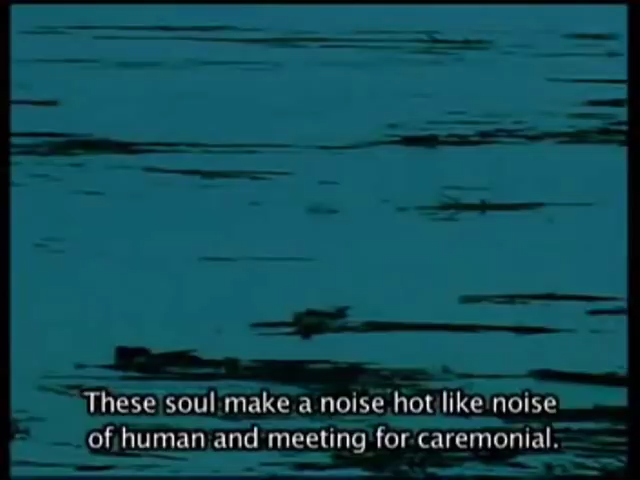 These soul make a noise hot like noise
of human and meeting for caremonial.